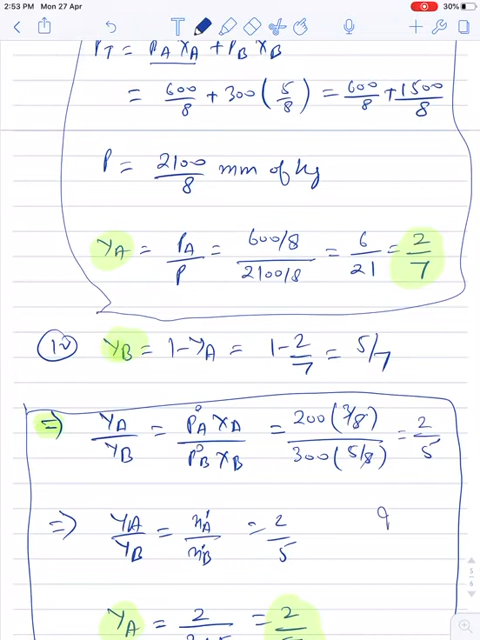 2:53 PM Mon 27 Apr 30%
P_T = P_A X_A + P_B X_B
= 600/8 + 300 (5/8) = 600/8 + 1500/8
P = 2100/8 mm of Hg
Y_A = P_A/P = (600/8)/(2100/8) = 6/21 = 2/7
Y_B = 1 - Y_A = 1 - 2/7 = 5/7
⇒ Y_A/Y_B = P°_A X_A/P°_B X_B = 200 (3/8)/300 (5/8) = 2/5
⇒ Y_A/Y_B = n'_A/n'_B = 2/5
Y_A = 2